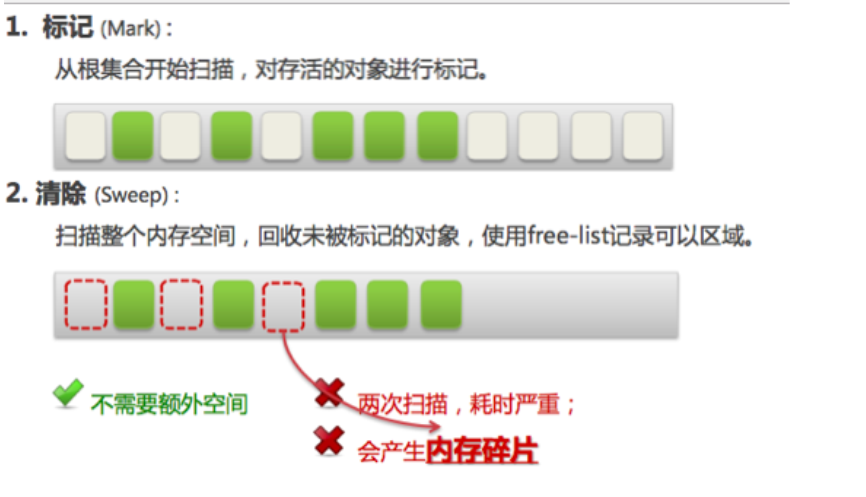 1. 标记 (Mark) :
从根集合开始扫描，对存活的对象进行标记。
2. 清除 (Sweep) :
扫描整个内存空间，回收未被标记的对象，使用free-list记录可以区域。
不需要额外空间
两次扫描，耗时严重；
会产生内存碎片